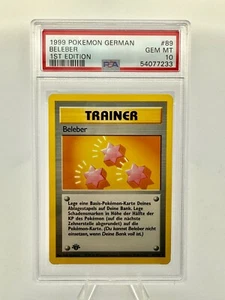 1999 POKEMON GERMAN #89
BELEBER GEM MT
1ST EDITION PSA 10
54077233
TRAINER
Beleber
Lege eine Basis-Pokémon-Karte Deines
Ablagestapels auf Deine Bank. Lege
Schadensmarken in Höhe der Hälfte der
KP des Pokémon (auf die nächste
Zehnerstelle abgerundet) auf die
Pokémon-Karte. (Du kannst Beleber nicht
einsetzen, wenn Deine Bank voll ist.)